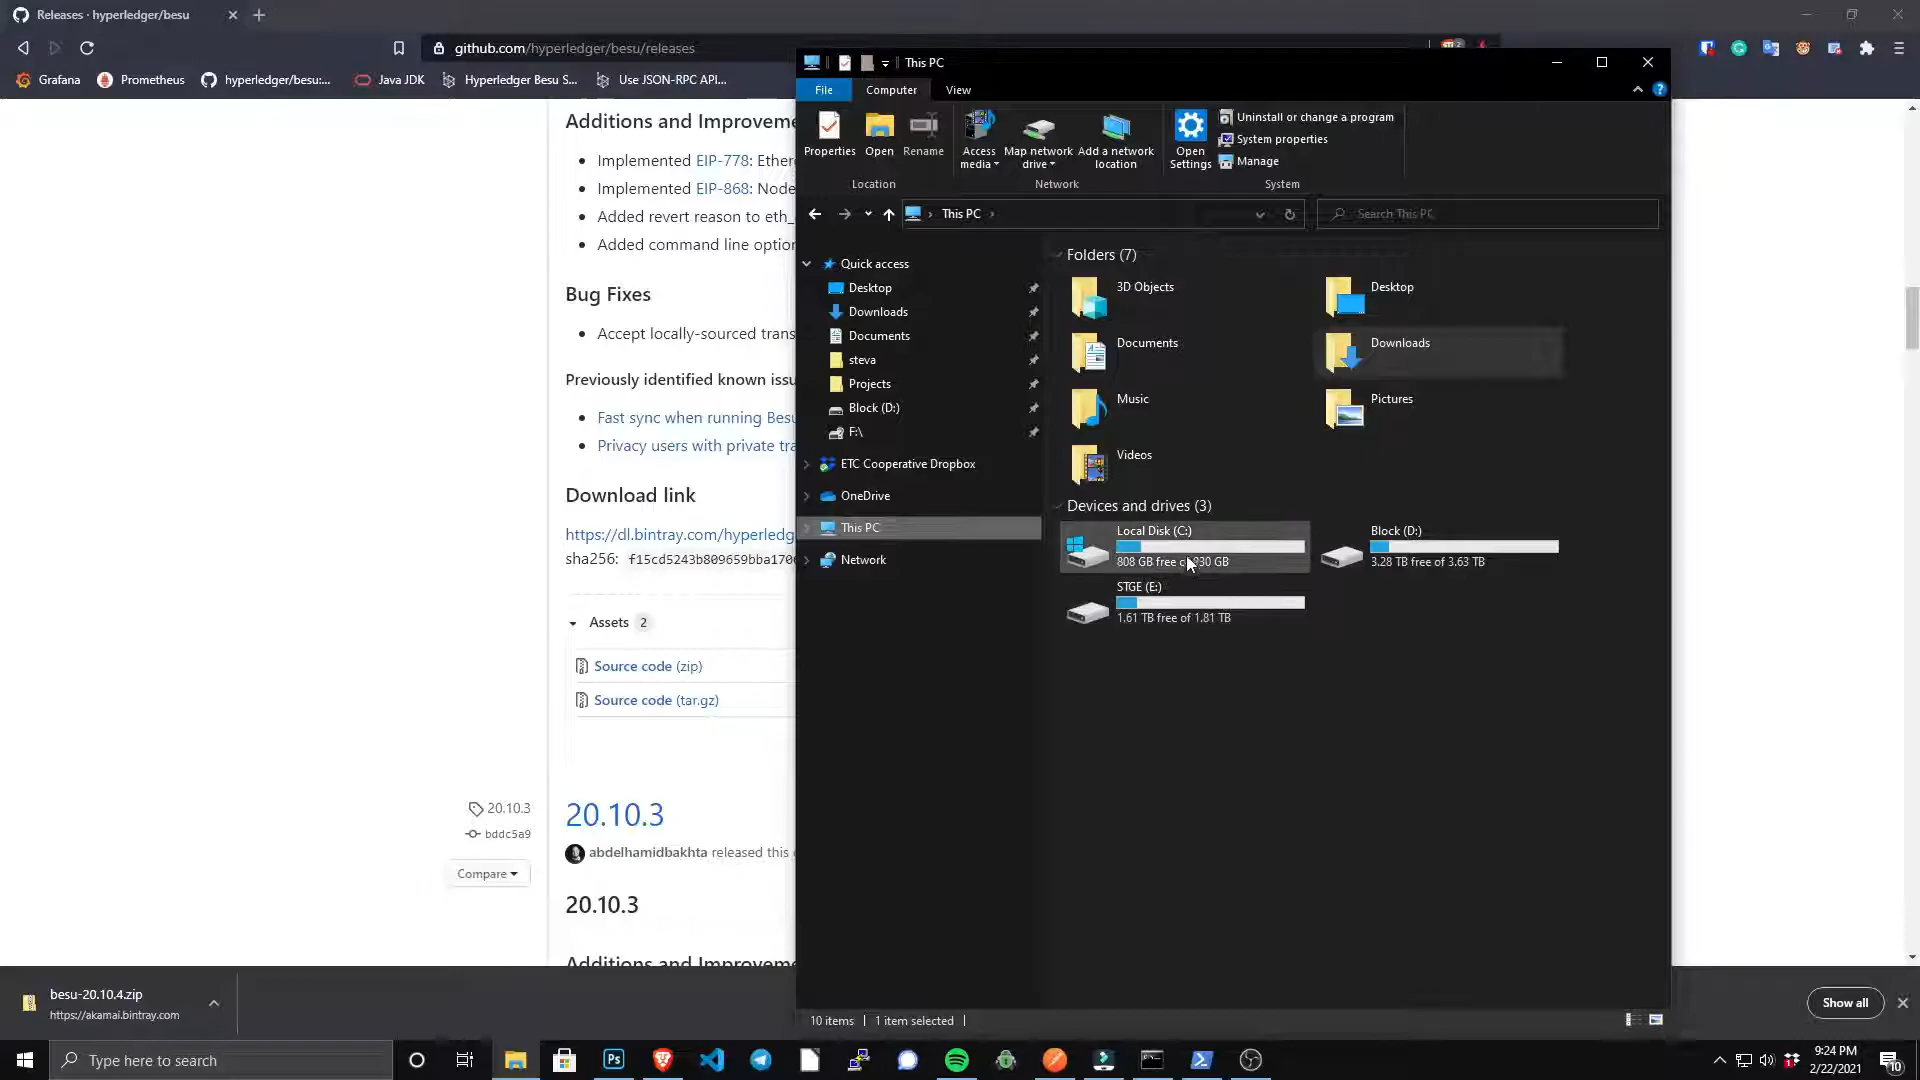 Releases · hyperledger/besu
github.com/hyperledger/besu/releases
Grafana
Prometheus
hyperledger/besu:...
Java JDK
Hyperledger Besu S...
Use JSON-RPC API...
Additions and Improveme
Implemented EIP-778: Ether
Implemented EIP-868: Node
Added revert reason to eth_
Added command line option
Bug Fixes
Accept locally-sourced trans
Previously identified known issu
Fast sync when running Besu
Privacy users with private tra
Download link
https://dl.bintray.com/hyperledg
sha256: f15cd5243b809659bba170
Assets 2
Source code (zip)
Source code (tar.gz)
20.10.3
bddc5a9
Compare
20.10.3
abdelhamidbakhta released this
20.10.3
Additions and Improveme
This PC
File
Computer
View
Properties
Open
Rename
Location
Access media
Map network drive
Add a network location
Network
Open Settings
Uninstall or change a program
System properties
Manage
System
This PC
Search This PC
Quick access
Desktop
Downloads
Documents
steva
Projects
Block (D:)
F:\
ETC Cooperative Dropbox
OneDrive
This PC
Network
Folders (7)
3D Objects
Desktop
Documents
Downloads
Music
Pictures
Videos
Devices and drives (3)
Local Disk (C:)
808 GB free
30 GB
Block (D:)
3.28 TB free of 3.63 TB
STGE (E:)
1.61 TB free of 1.81 TB
10 items
1 item selected
besu-20.10.4.zip
https://akamai.bintray.com
Show all
Type here to search
Ps
9:24 PM
2/22/2021
10